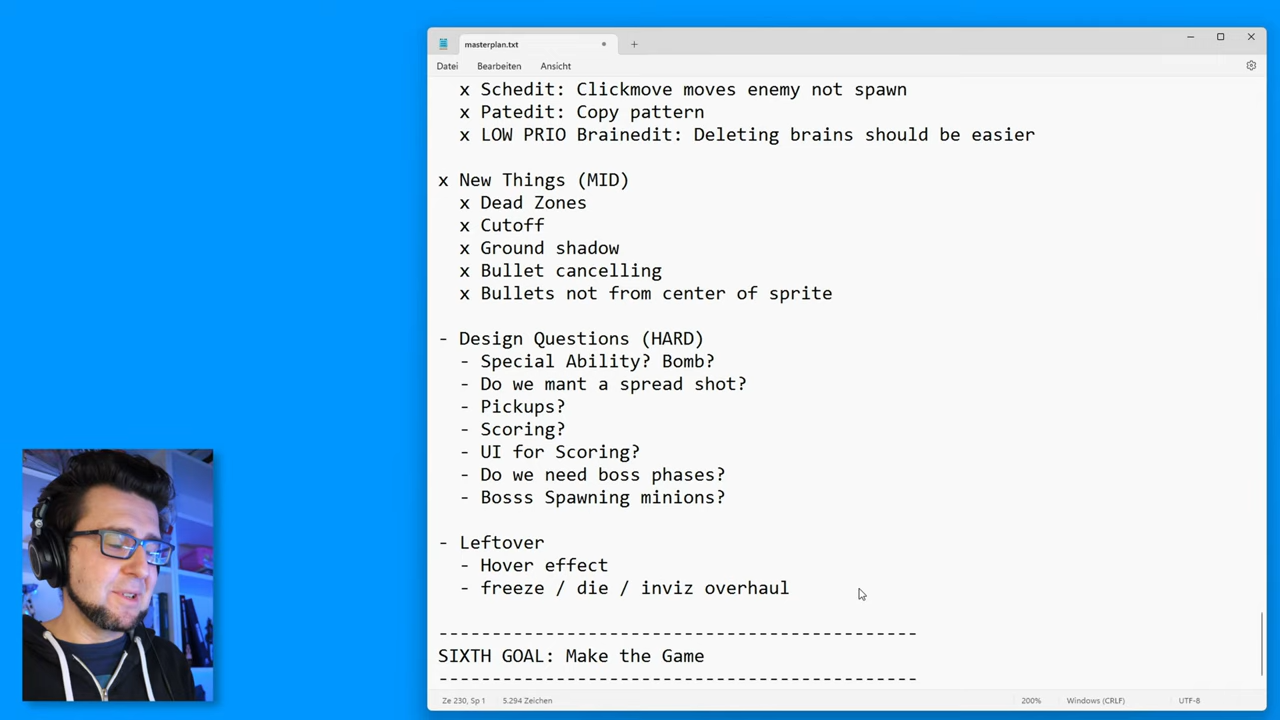 masterplan.txt
Datei Bearbeiten Ansicht
x Schedit: Clickmove moves enemy not spawn
x Patedit: Copy pattern
x LOW PRIO Brainedit: Deleting brains should be easier
x New Things (MID)
x Dead Zones
x Cutoff
x Ground shadow
x Bullet cancelling
x Bullets not from center of sprite
- Design Questions (HARD)
- Special Ability? Bomb?
- Do we want a spread shot?
- Pickups?
- Scoring?
- UI for Scoring?
- Do we need boss phases?
- Bosss Spawning minions?
- Leftover
- Hover effect
- freeze / die / inviz overhaul
---------------------------------------------
SIXTH GOAL: Make the Game
---------------------------------------------
Ze 230, Sp 1 5.294 Zeichen 200% Windows (CRLF) UTF-8